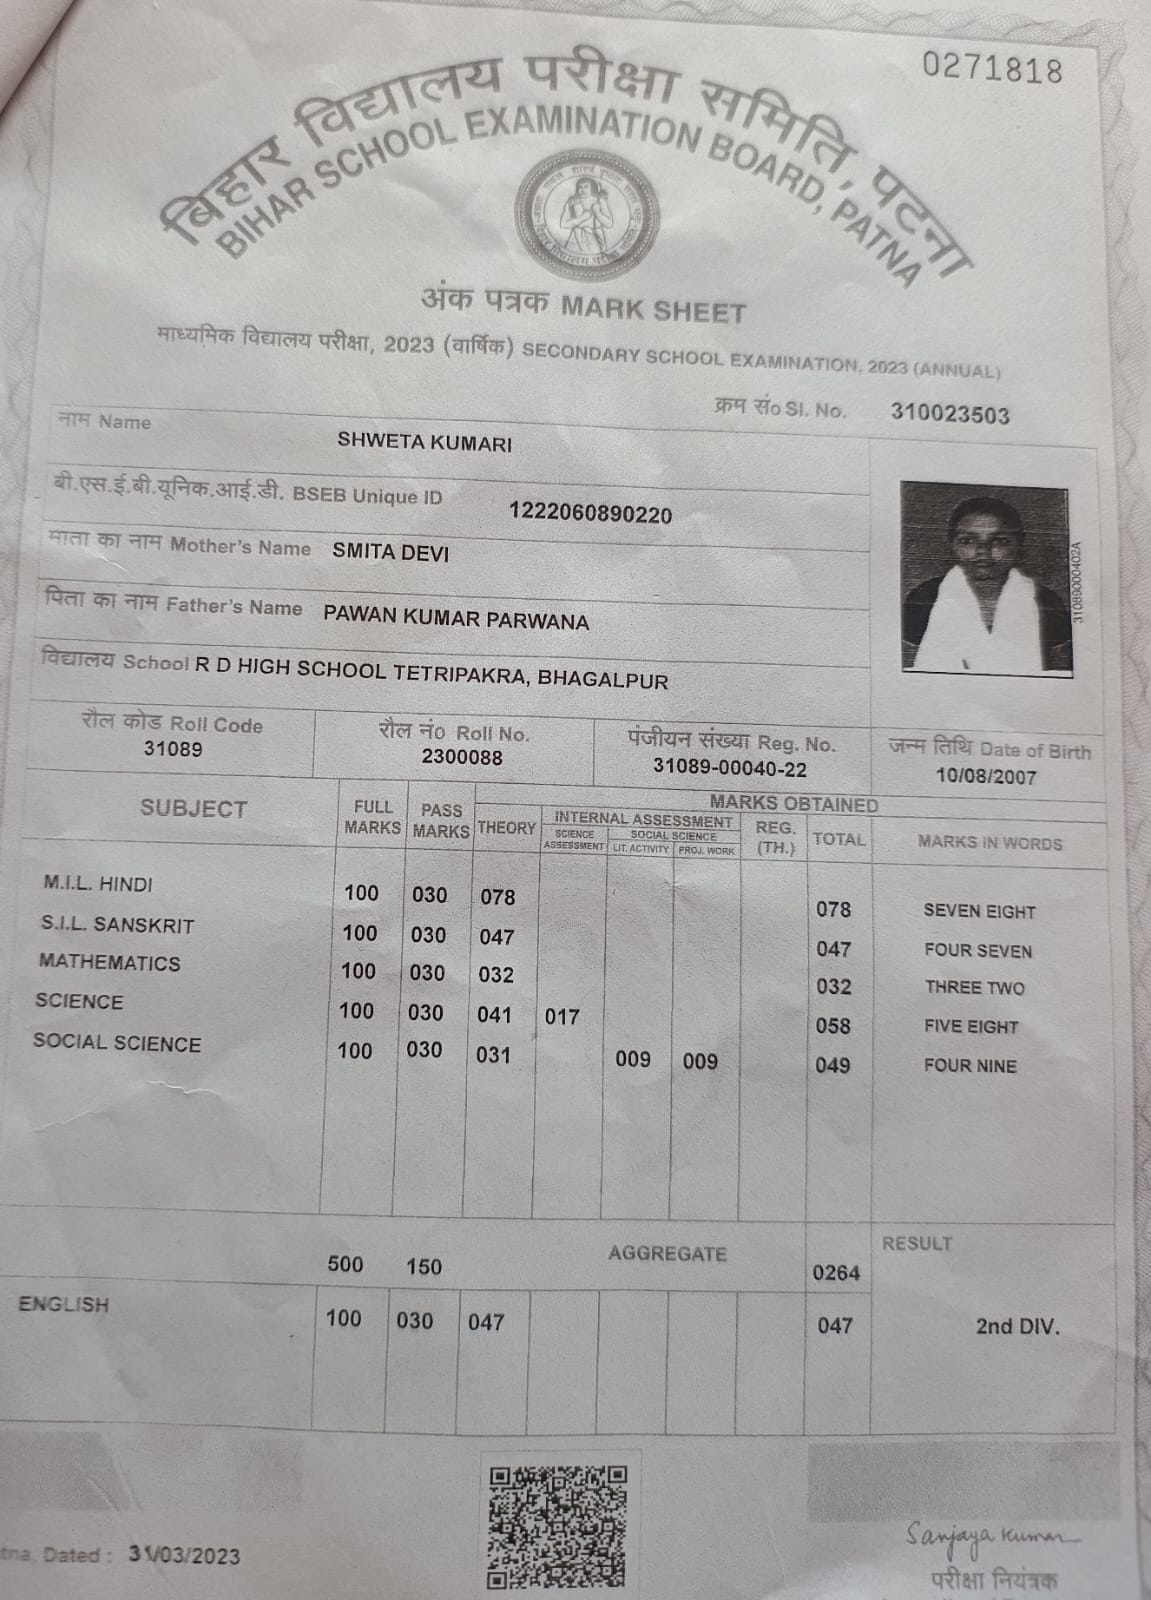 0271818
बिहार विद्यालय परीक्षा समिति, पटना
BIHAR SCHOOL EXAMINATION BOARD, PATNA
अंक पत्रक MARK SHEET
माध्यमिक विद्यालय परीक्षा, 2023 (वार्षिक) SECONDARY SCHOOL EXAMINATION, 2023 (ANNUAL)
क्रम सं० Sl. No. 310023503
नाम Name SHWETA KUMARI
बी.एस.ई.बी.यूनिक.आई.डी. BSEB Unique ID 1222060890220
माता का नाम Mother's Name SMITA DEVI
पिता का नाम Father's Name PAWAN KUMAR PARWANA
विद्यालय School R D HIGH SCHOOL TETRIPAKRA, BHAGALPUR
31089000402A
रौल कोड Roll Code रौल नं० Roll No. पंजीयन संख्या Reg. No. जन्म तिथि Date of Birth
31089 2300088 31089-00040-22 10/08/2007
SUBJECT FULL MARKS PASS MARKS MARKS OBTAINED
THEORY INTERNAL ASSESSMENT REG. (TH.) TOTAL MARKS IN WORDS
SCIENCE ASSESSMENT SOCIAL SCIENCE
LIT. ACTIVITY PROJ. WORK
M.I.L. HINDI 100 030 078 078 SEVEN EIGHT
S.I.L. SANSKRIT 100 030 047 047 FOUR SEVEN
MATHEMATICS 100 030 032 032 THREE TWO
SCIENCE 100 030 041 017 058 FIVE EIGHT
SOCIAL SCIENCE 100 030 031 009 009 049 FOUR NINE
500 150 AGGREGATE 0264 RESULT
ENGLISH 100 030 047 047 2nd DIV.
Dated : 31/03/2023
Sanjaya Kumar
परीक्षा नियंत्रक